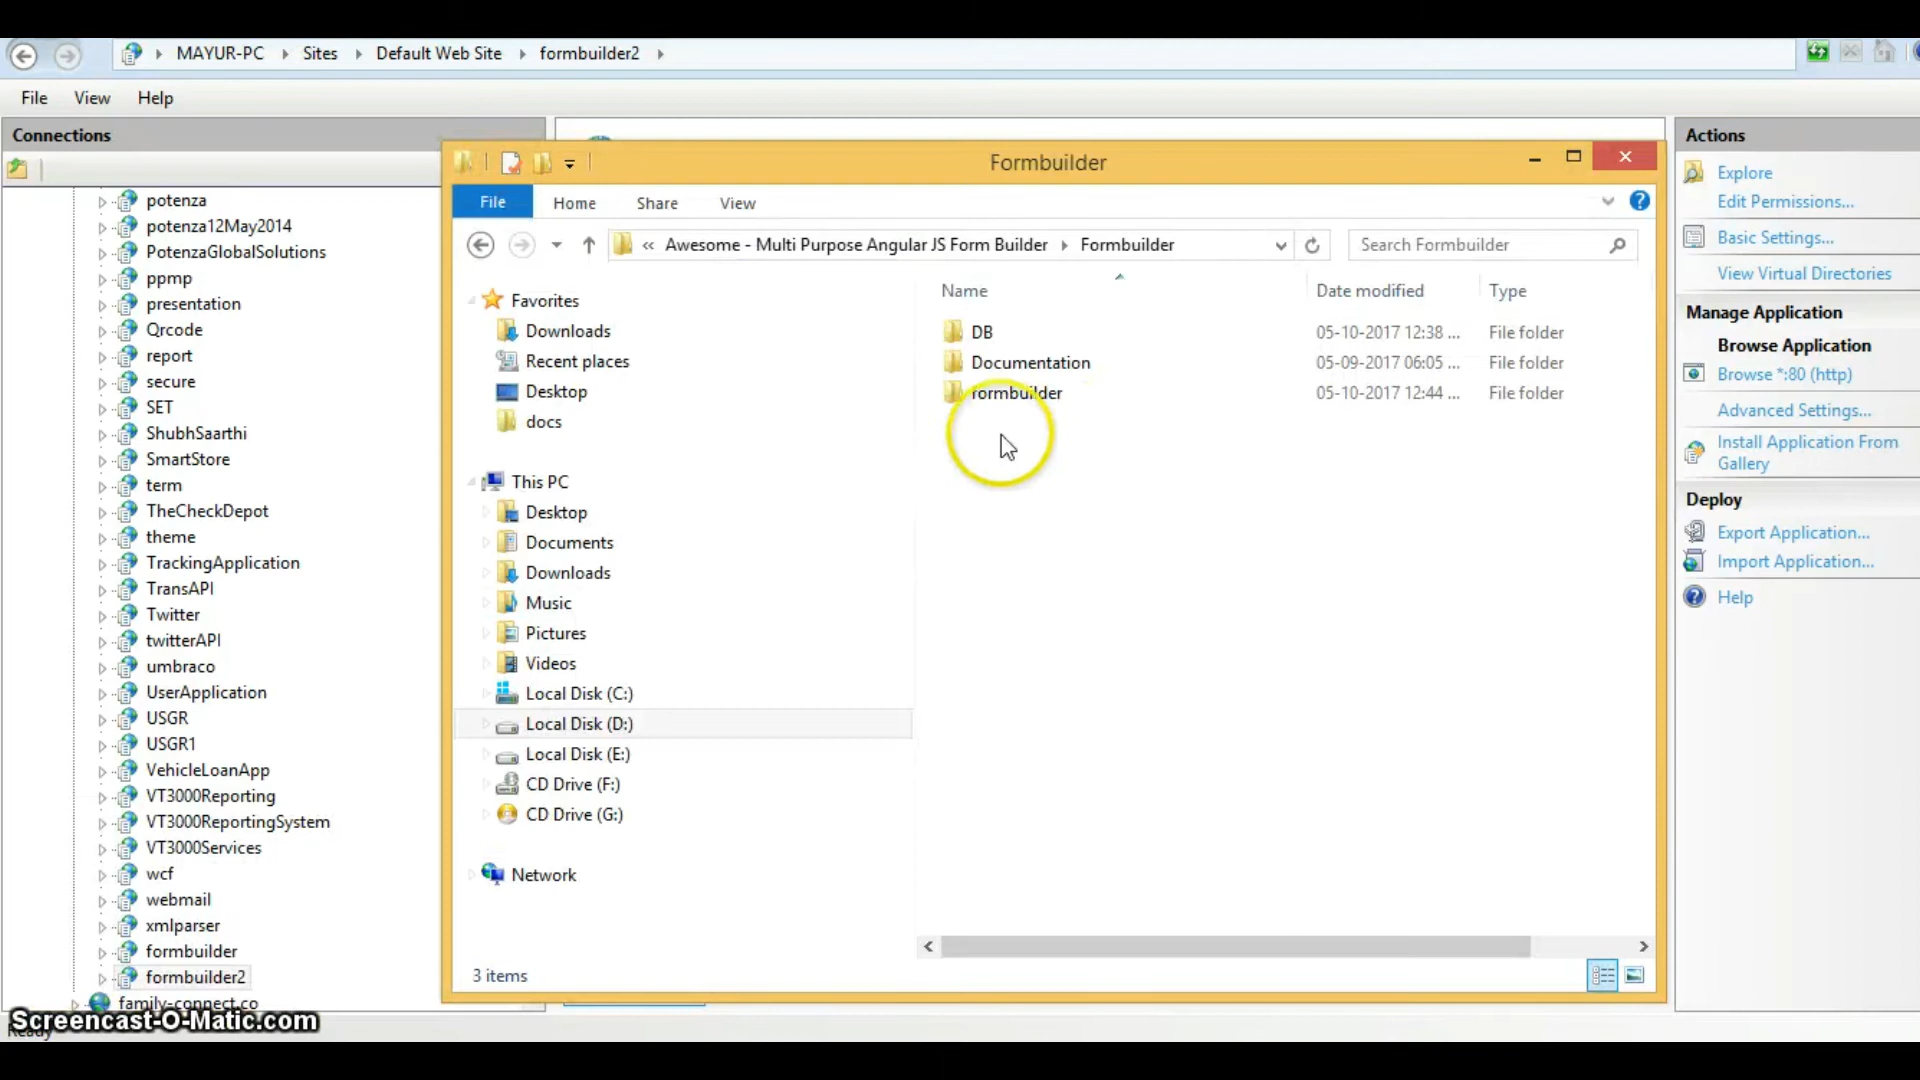 MAYUR-PC Sites Default Web Site formbuilder2
File View Help
Connections
potenza
potenza12May2014
PotenzaGlobalSolutions
ppmp
presentation
Qrcode
report
secure
SET
ShubhSaarthi
SmartStore
term
TheCheckDepot
theme
TrackingApplication
TransAPI
Twitter
twitterAPI
umbraco
UserApplication
USGR
USGR1
VehicleLoanApp
VT3000Reporting
VT3000ReportingSystem
VT3000Services
wcf
webmail
xmlparser
formbuilder
formbuilder2
family-connect.co
Ready
Screencast-O-Matic.com
Formbuilder
File Home Share View
« Awesome - Multi Purpose Angular JS Form Builder Formbuilder
Search Formbuilder
Favorites
Downloads
Recent places
Desktop
docs
This PC
Desktop
Documents
Downloads
Music
Pictures
Videos
Local Disk (C:)
Local Disk (D:)
Local Disk (E:)
CD Drive (F:)
CD Drive (G:)
Network
Name Date modified Type
DB 05-10-2017 12:38 ... File folder
Documentation 05-09-2017 06:05 ... File folder
formbuilder 05-10-2017 12:44 ... File folder
3 items
Actions
Explore
Edit Permissions...
Basic Settings...
View Virtual Directories
Manage Application
Browse Application
Browse *:80 (http)
Advanced Settings...
Install Application From
Gallery
Deploy
Export Application...
Import Application...
Help